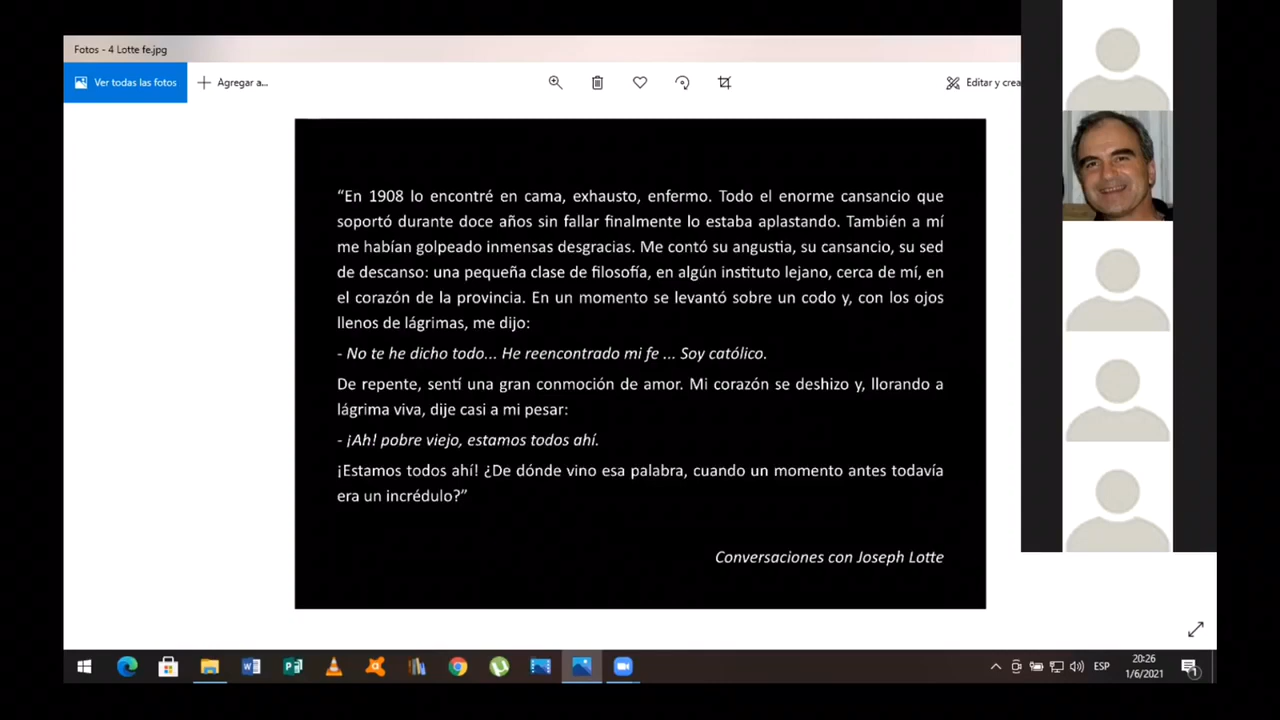 Fotos - 4 Lotte fe.jpg
Ver todas las fotos
Agregar a...
Editar y crea
“En 1908 lo encontré en cama, exhausto, enfermo. Todo el enorme cansancio que
soportó durante doce años sin fallar finalmente lo estaba aplastando. También a mí
me habían golpeado inmensas desgracias. Me contó su angustia, su cansancio, su sed
de descanso: una pequeña clase de filosofía, en algún instituto lejano, cerca de mí, en
el corazón de la provincia. En un momento se levantó sobre un codo y, con los ojos
llenos de lágrimas, me dijo:
- No te he dicho todo... He reencontrado mi fe ... Soy católico.
De repente, sentí una gran conmoción de amor. Mi corazón se deshizo y, llorando a
lágrima viva, dije casi a mi pesar:
- ¡Ah! pobre viejo, estamos todos ahí.
¡Estamos todos ahí! ¿De dónde vino esa palabra, cuando un momento antes todavía
era un incrédulo?”
Conversaciones con Joseph Lotte
ESP
20:26
1/6/2021
1